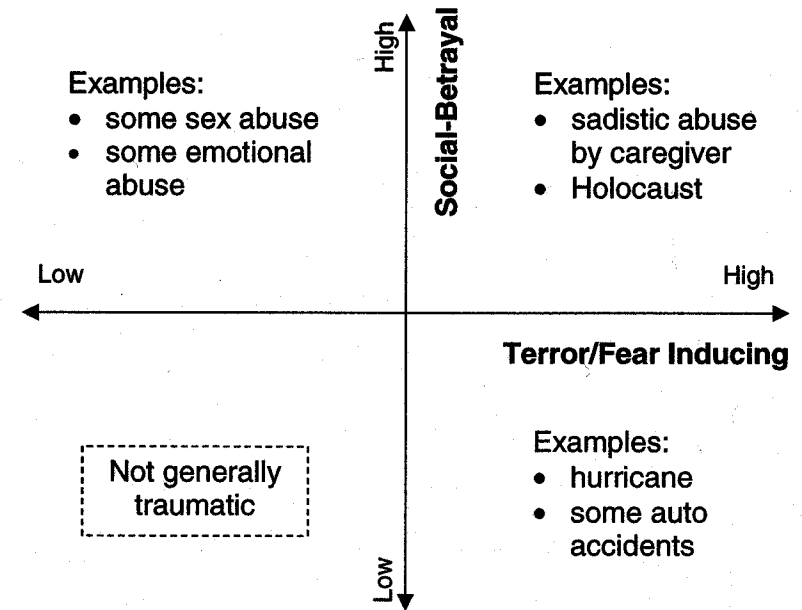 High
Social-Betrayal
Examples:
• some sex abuse
• some emotional
abuse
Examples:
• sadistic abuse
by caregiver
• Holocaust
Low
High
Terror/Fear Inducing
Not generally
traumatic
Examples:
• hurricane
• some auto
accidents
Low